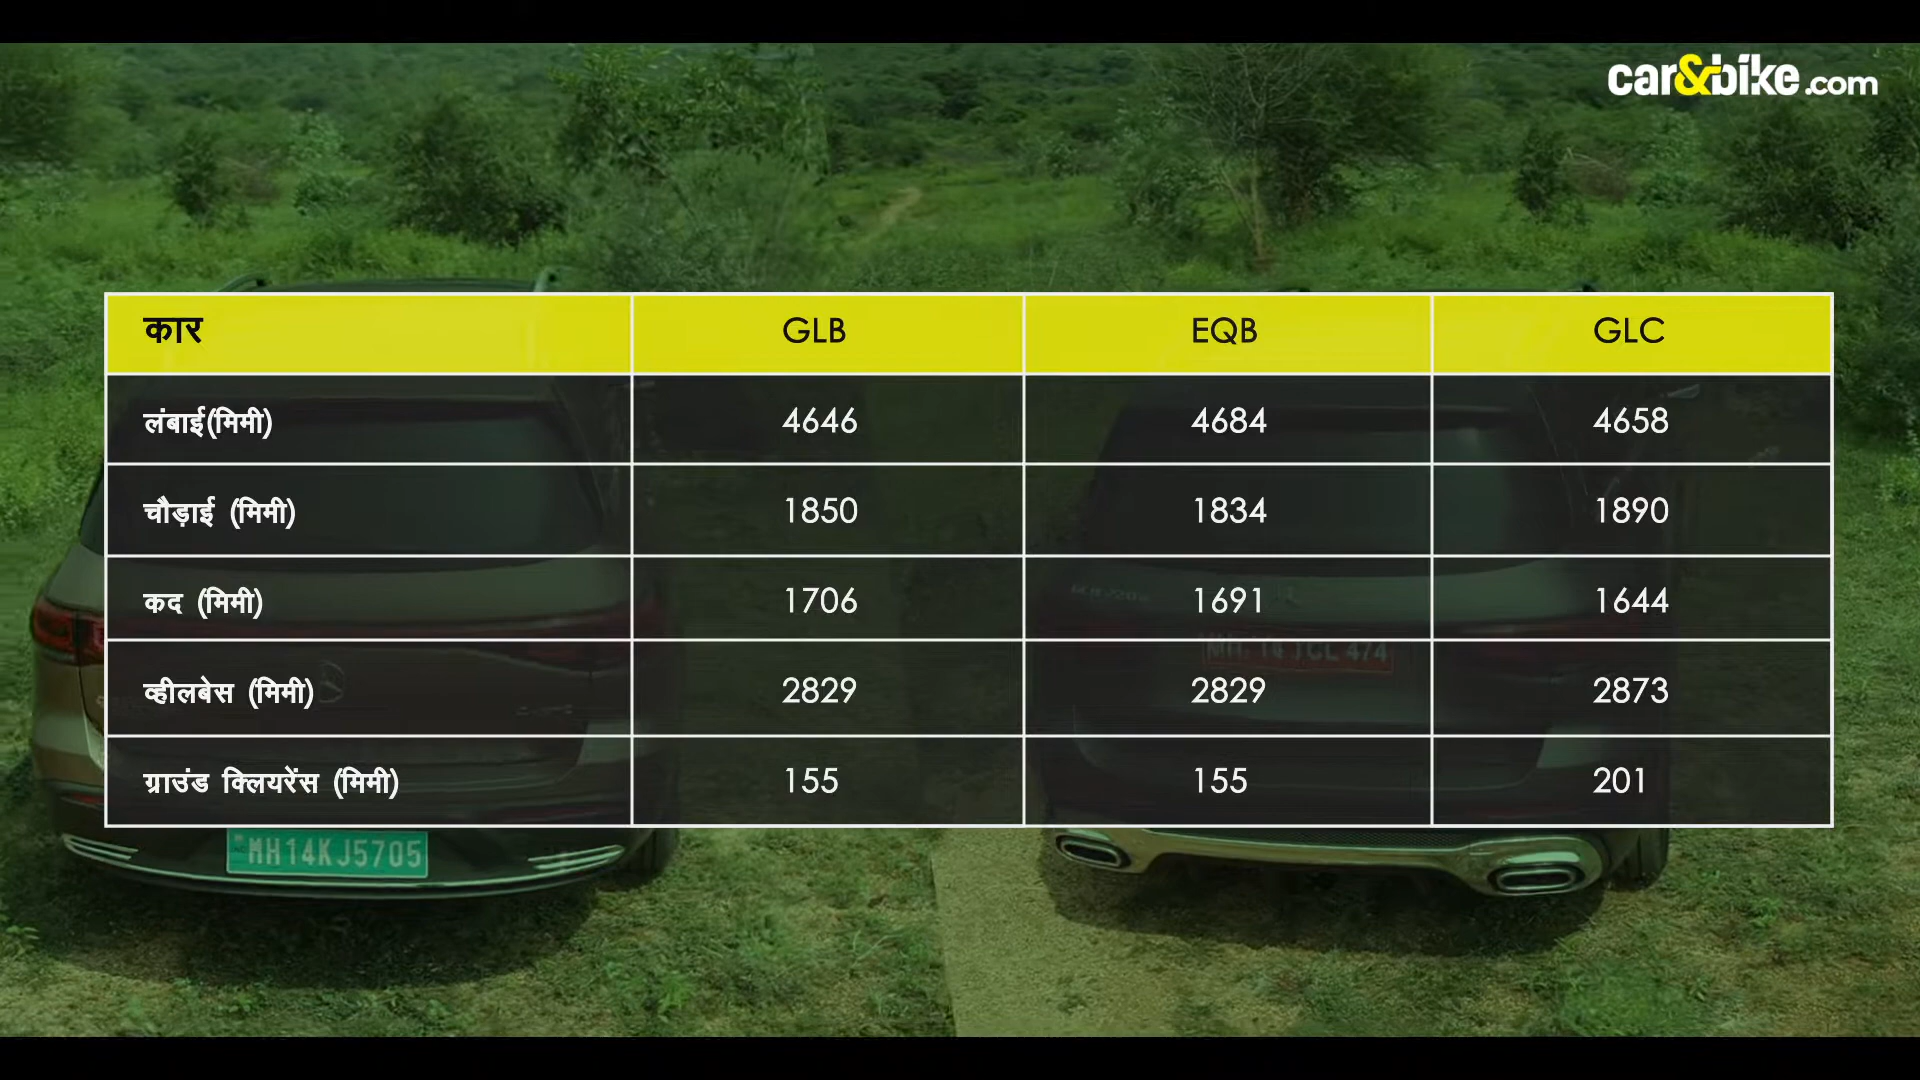 car&bike.com
कार GLB EQB GLC
लंबाई(मिमी) 4646 4684 4658
चौड़ाई (मिमी) 1850 1834 1890
कद (मिमी) 1706 1691 1644
व्हीलबेस (मिमी) 2829 2829 2873
ग्राउंड क्लियरेंस (मिमी) 155 155 201
MH14KJ5705